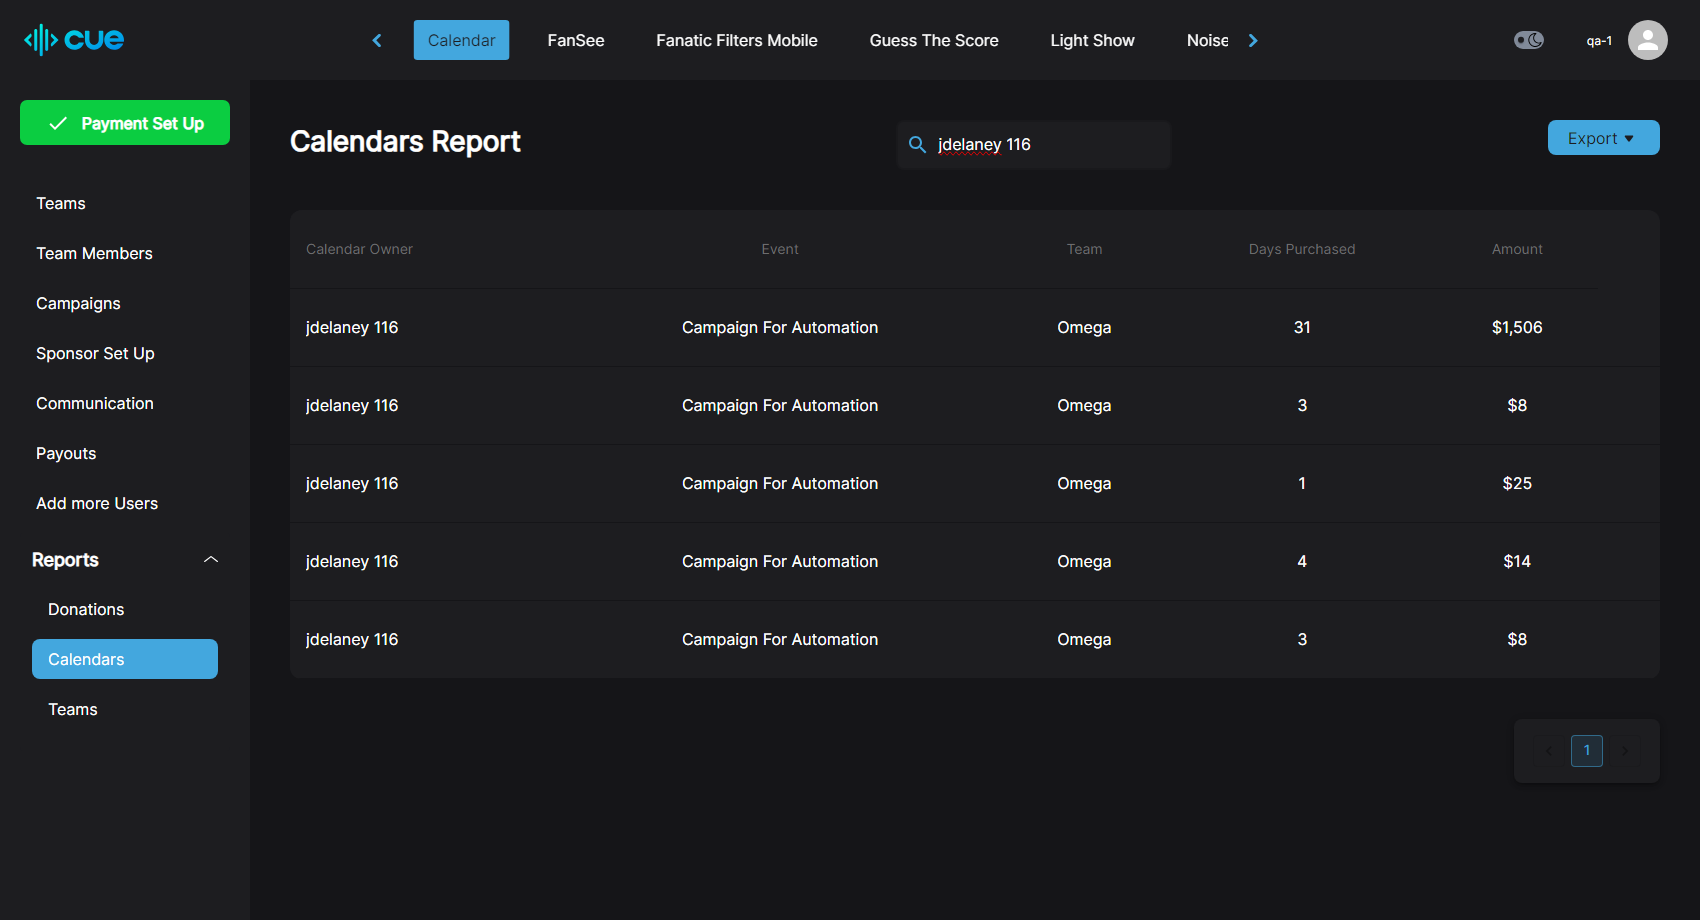 cue
Calendar FanSee Fanatic Filters Mobile Guess The Score Light Show Noise
qa-1
Payment Set Up
Teams
Team Members
Campaigns
Sponsor Set Up
Communication
Payouts
Add more Users
Reports
Donations
Calendars
Teams
Calendars Report
jdelaney 116
Export
Calendar Owner Event Team Days Purchased Amount
jdelaney 116 Campaign For Automation Omega 31 $1,506
jdelaney 116 Campaign For Automation Omega 3 $8
jdelaney 116 Campaign For Automation Omega 1 $25
jdelaney 116 Campaign For Automation Omega 4 $14
jdelaney 116 Campaign For Automation Omega 3 $8
1